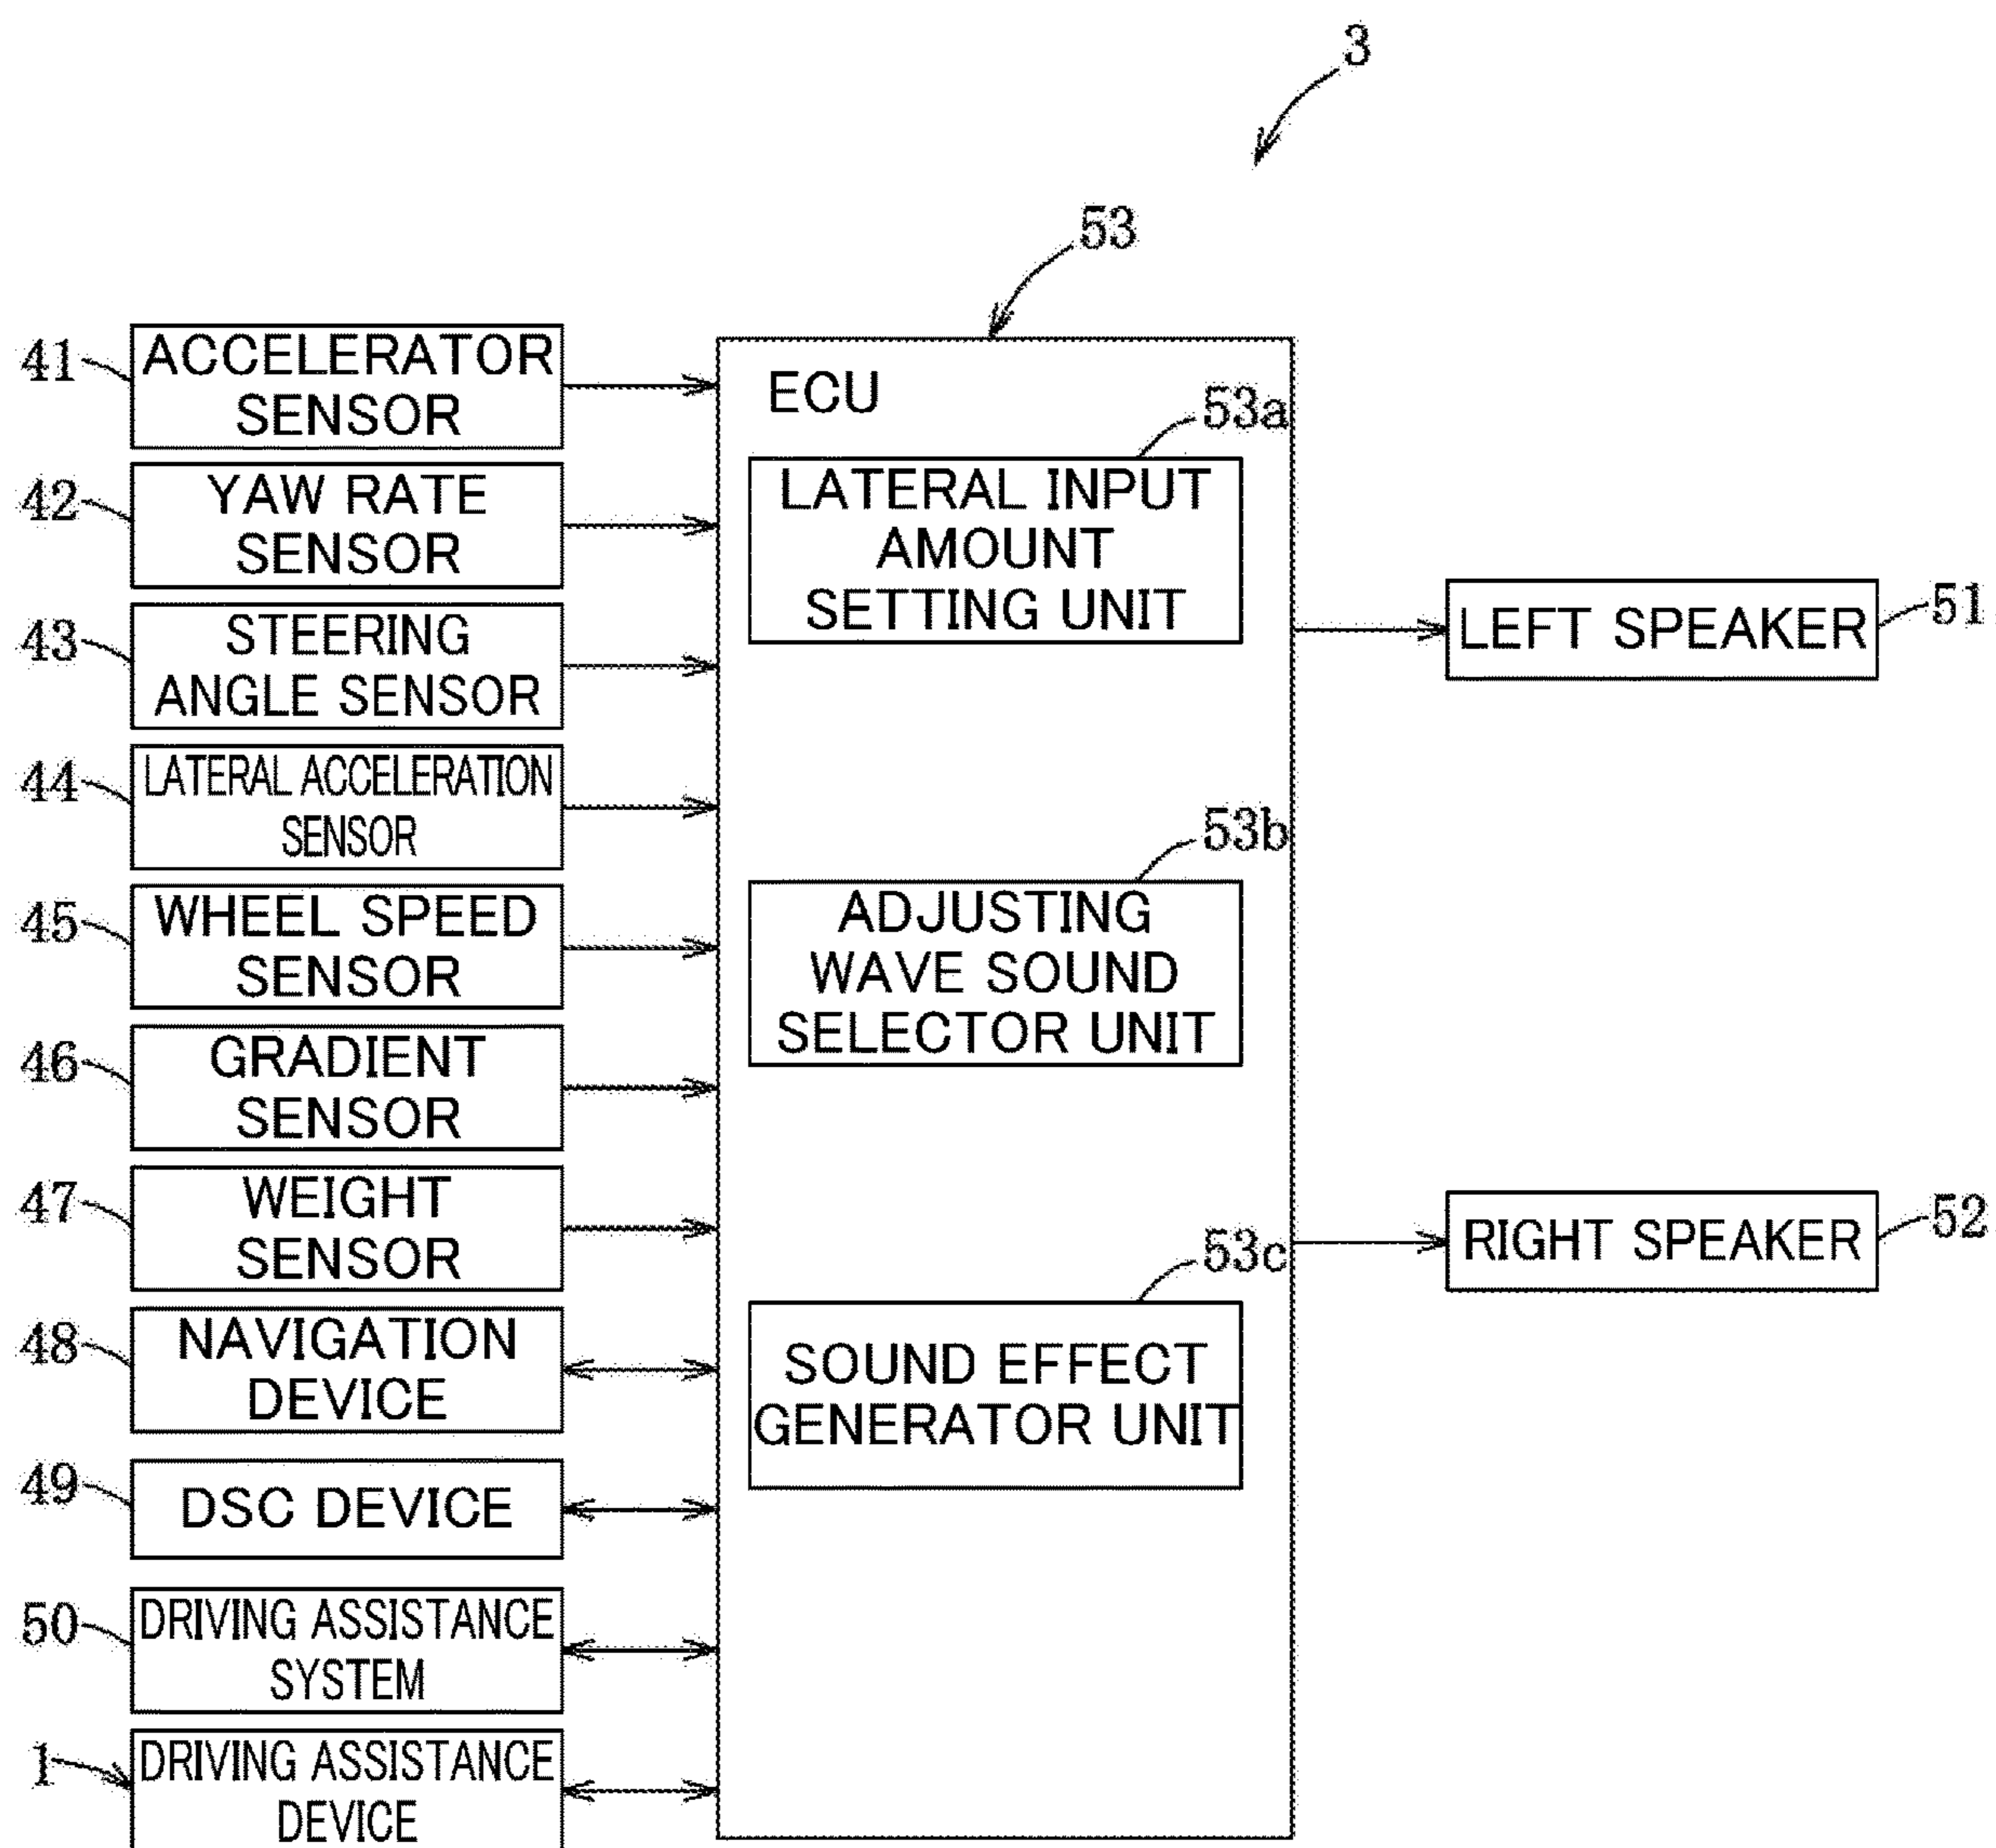 3
53
41
ACCELERATOR
SENSOR
42
YAW RATE
SENSOR
43
STEERING
ANGLE SENSOR
44
LATERAL ACCELERATION
SENSOR
45
WHEEL SPEED
SENSOR
46
GRADIENT
SENSOR
47
WEIGHT
SENSOR
48
NAVIGATION
DEVICE
49
DSC DEVICE
50
DRIVING ASSISTANCE
SYSTEM
1
DRIVING ASSISTANCE
DEVICE
ECU
53a
LATERAL INPUT
AMOUNT
SETTING UNIT
53b
ADJUSTING
WAVE SOUND
SELECTOR UNIT
53c
SOUND EFFECT
GENERATOR UNIT
LEFT SPEAKER
51
RIGHT SPEAKER
52